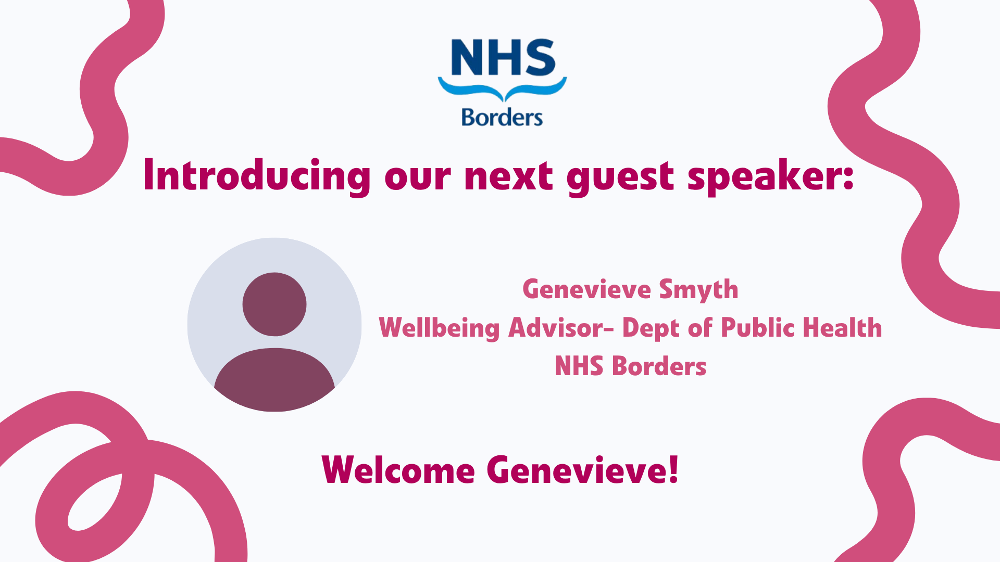 NHS
Borders
Introducing our next guest speaker:
Genevieve Smyth
Wellbeing Advisor- Dept of Public Health
NHS Borders
Welcome Genevieve!